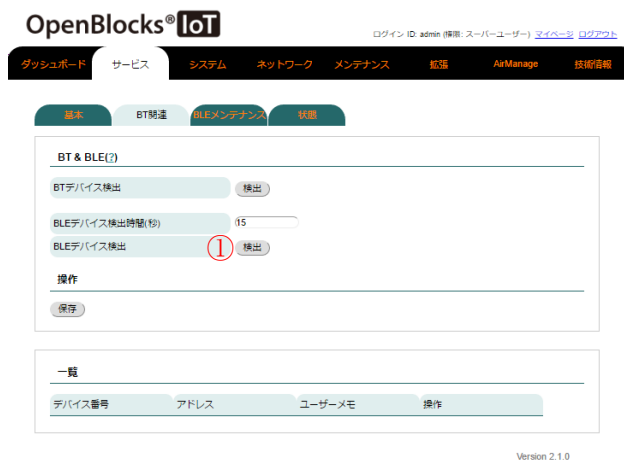 OpenBlocks® IoT
ログイン ID: admin (権限: スーパーユーザー) マイページ ログアウト
ダッシュボード サービス システム ネットワーク メンテナンス 拡張 AirManage 技術情報
基本 BT関連 BLEメンテナンス 状態
BT & BLE(?)
BTデバイス検出 検出
BLEデバイス検出時間(秒) 15
BLEデバイス検出 ① 検出
操作
保存
一覧
デバイス番号 アドレス ユーザーメモ 操作
Version 2.1.0